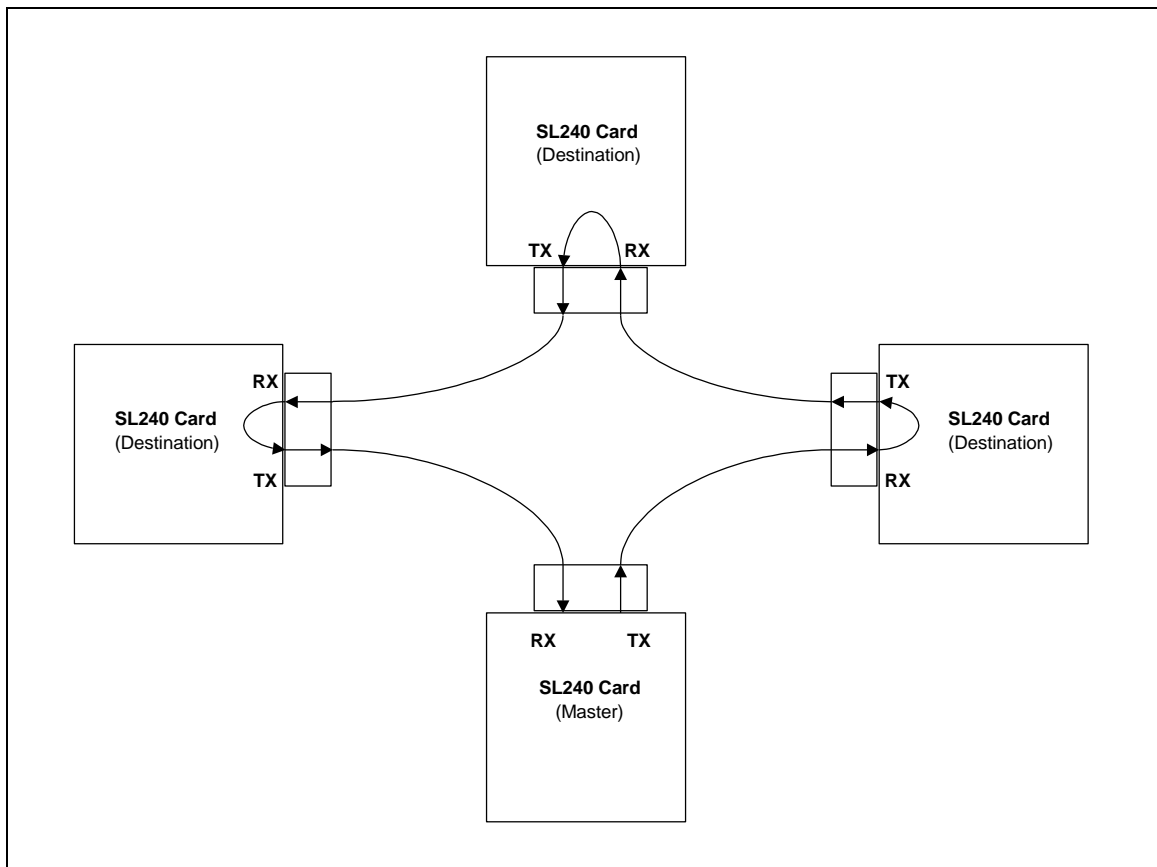 SL240 Card
(Destination)
TX RX
RX
SL240 Card
(Destination)
TX
TX
SL240 Card
(Destination)
RX
RX TX
SL240 Card
(Master)